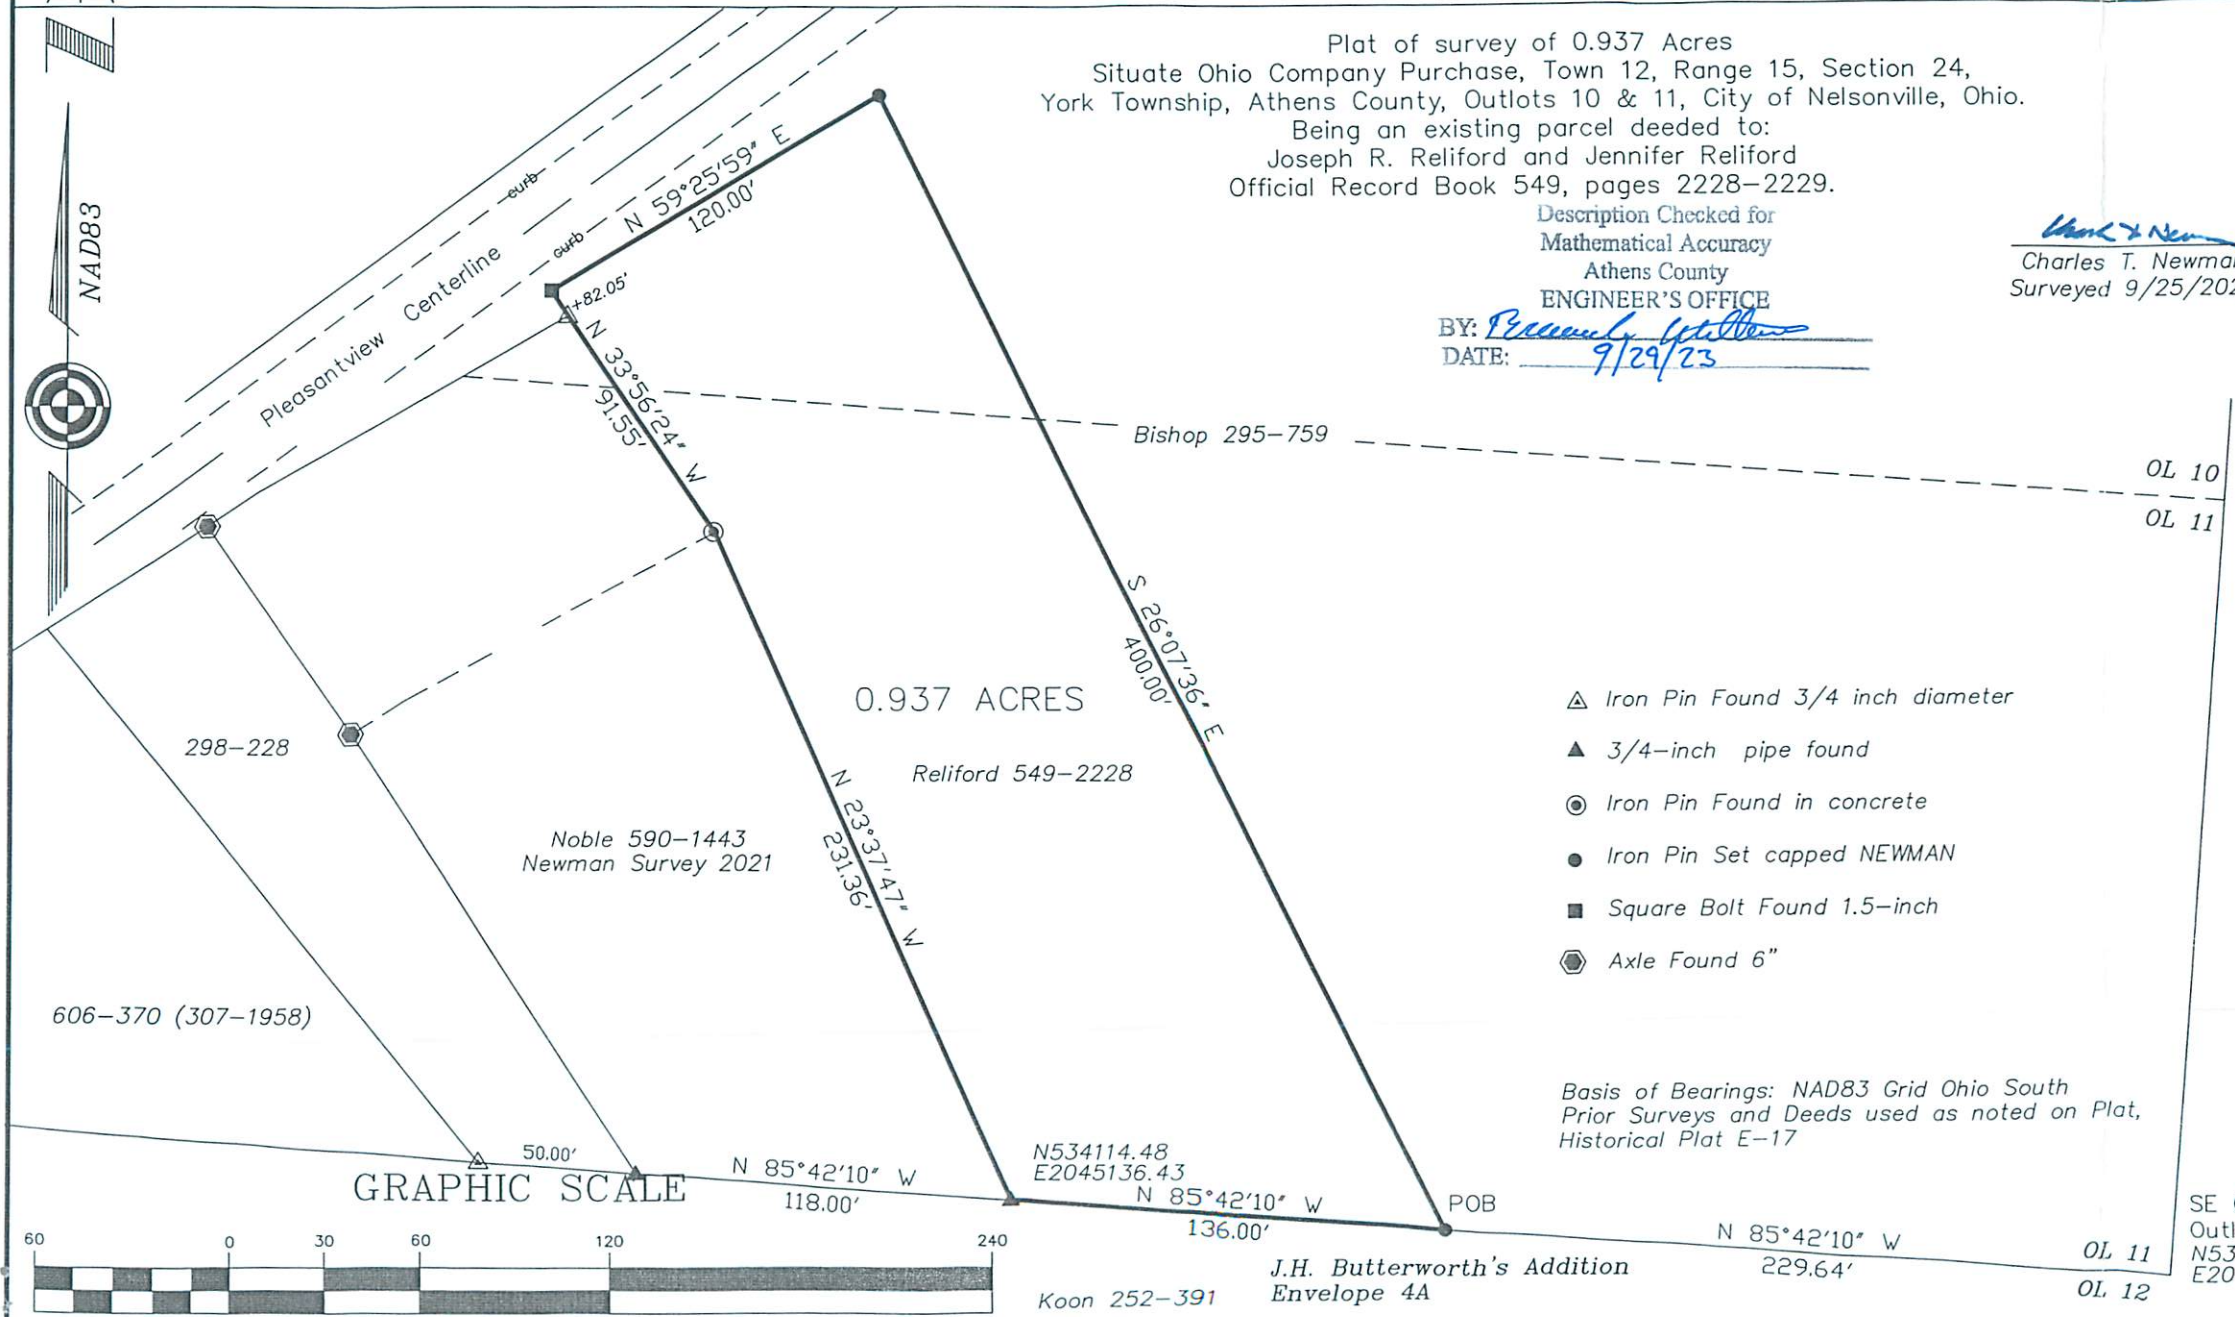 Plat of survey of 0.937 Acres
Situate Ohio Company Purchase, Town 12, Range 15, Section 24,
York Township, Athens County, Outlots 10 & 11, City of Nelsonville, Ohio.
Being an existing parcel deeded to:
Joseph R. Reliford and Jennifer Reliford
Official Record Book 549, pages 2228-2229.
Description Checked for
Mathematical Accuracy
Athens County
ENGINEER'S OFFICE
BY:
DATE: 9/29/23
Charles T. Newma
Surveyed 9/25/202
NAD83
curb
Pleasantview Centerline
curb
N 59°25'59" E
120.00'
+82.05'
N 33°56'24" W
91.55'
Bishop 295-759
OL 10
OL 11
S 26°07'36" E
400.00'
0.937 ACRES
Reliford 549-2228
298-228
Noble 590-1443
Newman Survey 2021
N 23°37'47" W
231.36'
606-370 (307-1958)
Iron Pin Found 3/4 inch diameter
3/4-inch pipe found
Iron Pin Found in concrete
Iron Pin Set capped NEWMAN
Square Bolt Found 1.5-inch
Axle Found 6"
Basis of Bearings: NAD83 Grid Ohio South
Prior Surveys and Deeds used as noted on Plat,
Historical Plat E-17
50.00'
N 85°42'10" W
118.00'
N534114.48
E2045136.43
N 85°42'10" W
136.00'
POB
N 85°42'10" W
229.64'
OL 11
OL 12
SE
Outl
N53
E20
GRAPHIC SCALE
60 0 30 60 120 240
Koon 252-391
J.H. Butterworth's Addition
Envelope 4A